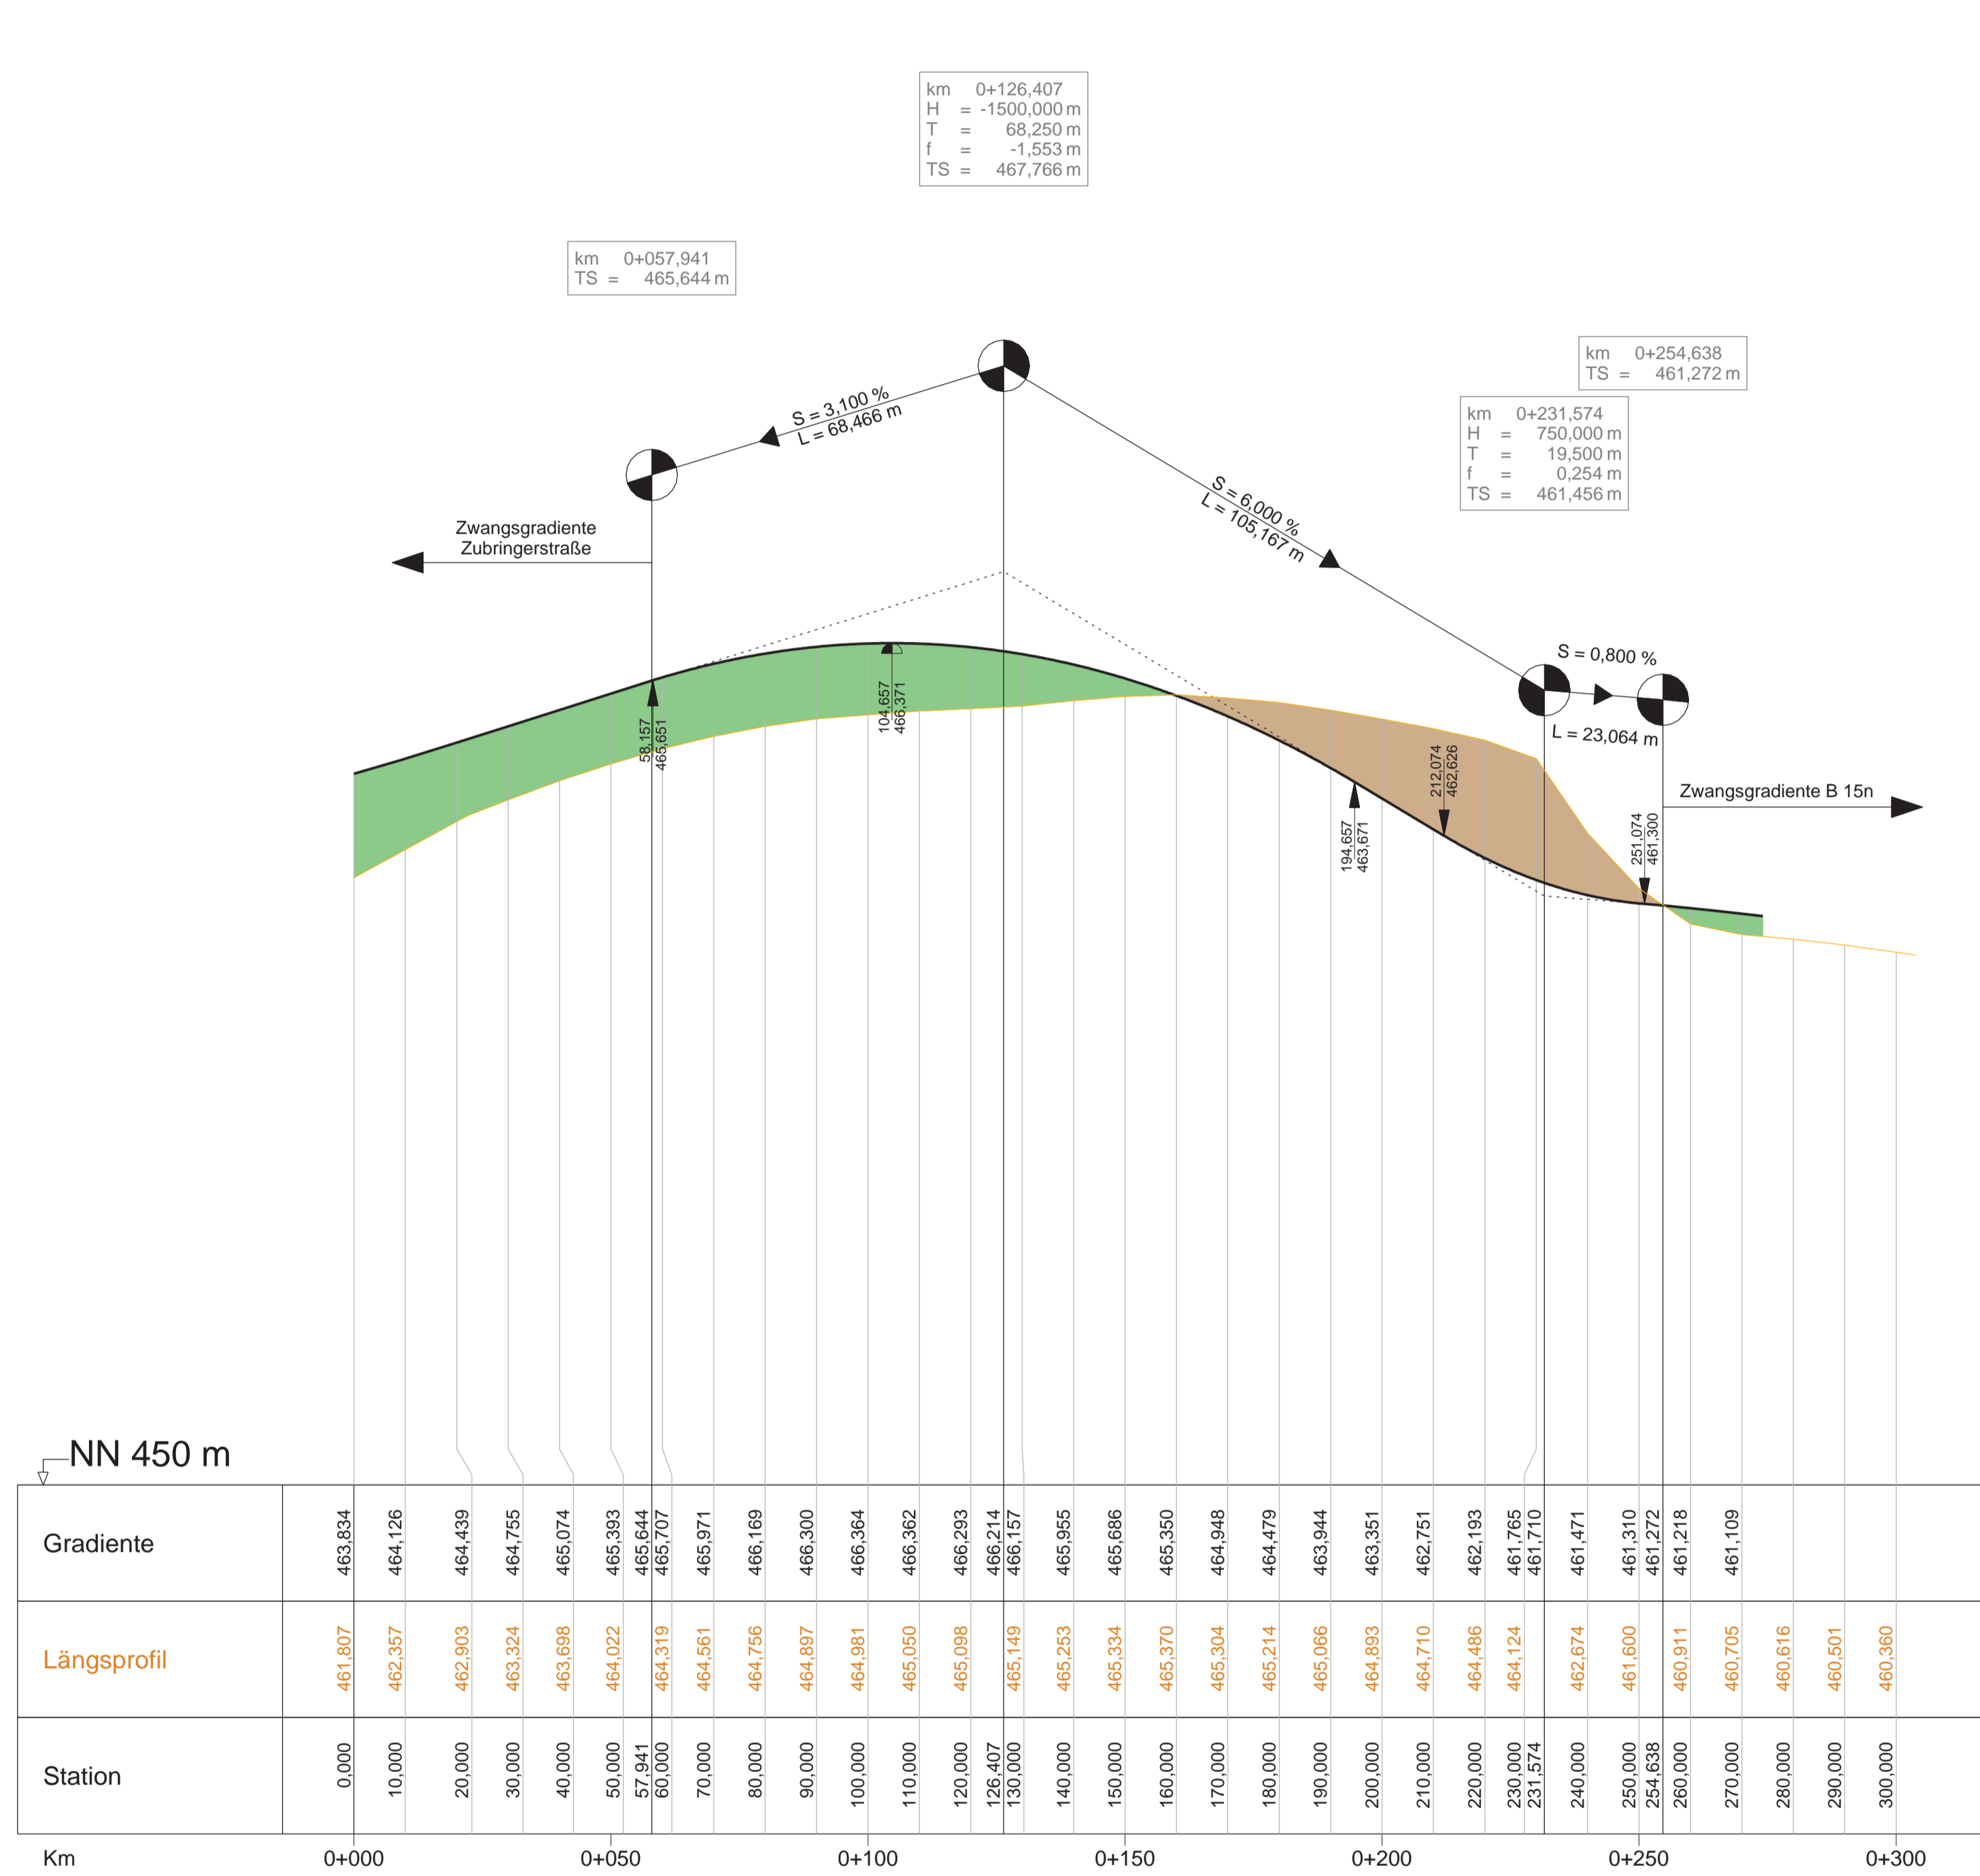 km 0+126,407
H = -1500,000 m
T = 68,250 m
f = -1,553 m
TS = 467,766 m
km 0+057,941
TS = 465,644 m
km 0+254,638
TS = 461,272 m
km 0+231,574
H = 750,000 m
T = 19,500 m
f = 0,254 m
TS = 461,456 m
S = 3,100 %
L = 68,466 m
S = 6,000 %
L = 105,167 m
Zwangsgradiente
Zubringerstraße
S = 0,800 %
L = 23,064 m
58,157
465,651
104,657
466,371
212,074
462,626
194,657
463,671
251,074
461,300
Zwangsgradiente B 15n
NN 450 m
Gradiente 463,834 464,126 464,439 464,755 465,074 465,393 465,644 465,707 465,971 466,169 466,300 466,364 466,362 466,293 466,214 466,157 465,955 465,686 465,350 464,948 464,479 463,944 463,351 462,751 462,193 461,765 461,710 461,471 461,310 461,272 461,218 461,109
Längsprofil 461,807 462,357 462,903 463,324 463,698 464,022 464,319 464,561 464,756 464,897 464,981 465,050 465,098 465,149 465,253 465,334 465,370 465,304 465,214 465,066 464,893 464,710 464,486 464,124 462,674 461,600 460,911 460,705 460,616 460,501 460,360
Station 0,000 10,000 20,000 30,000 40,000 50,000 57,941 60,000 70,000 80,000 90,000 100,000 110,000 120,000 126,407 130,000 140,000 150,000 160,000 170,000 180,000 190,000 200,000 210,000 220,000 230,000 231,574 240,000 250,000 254,638 260,000 270,000 280,000 290,000 300,000
Km 0+000 0+050 0+100 0+150 0+200 0+250 0+300